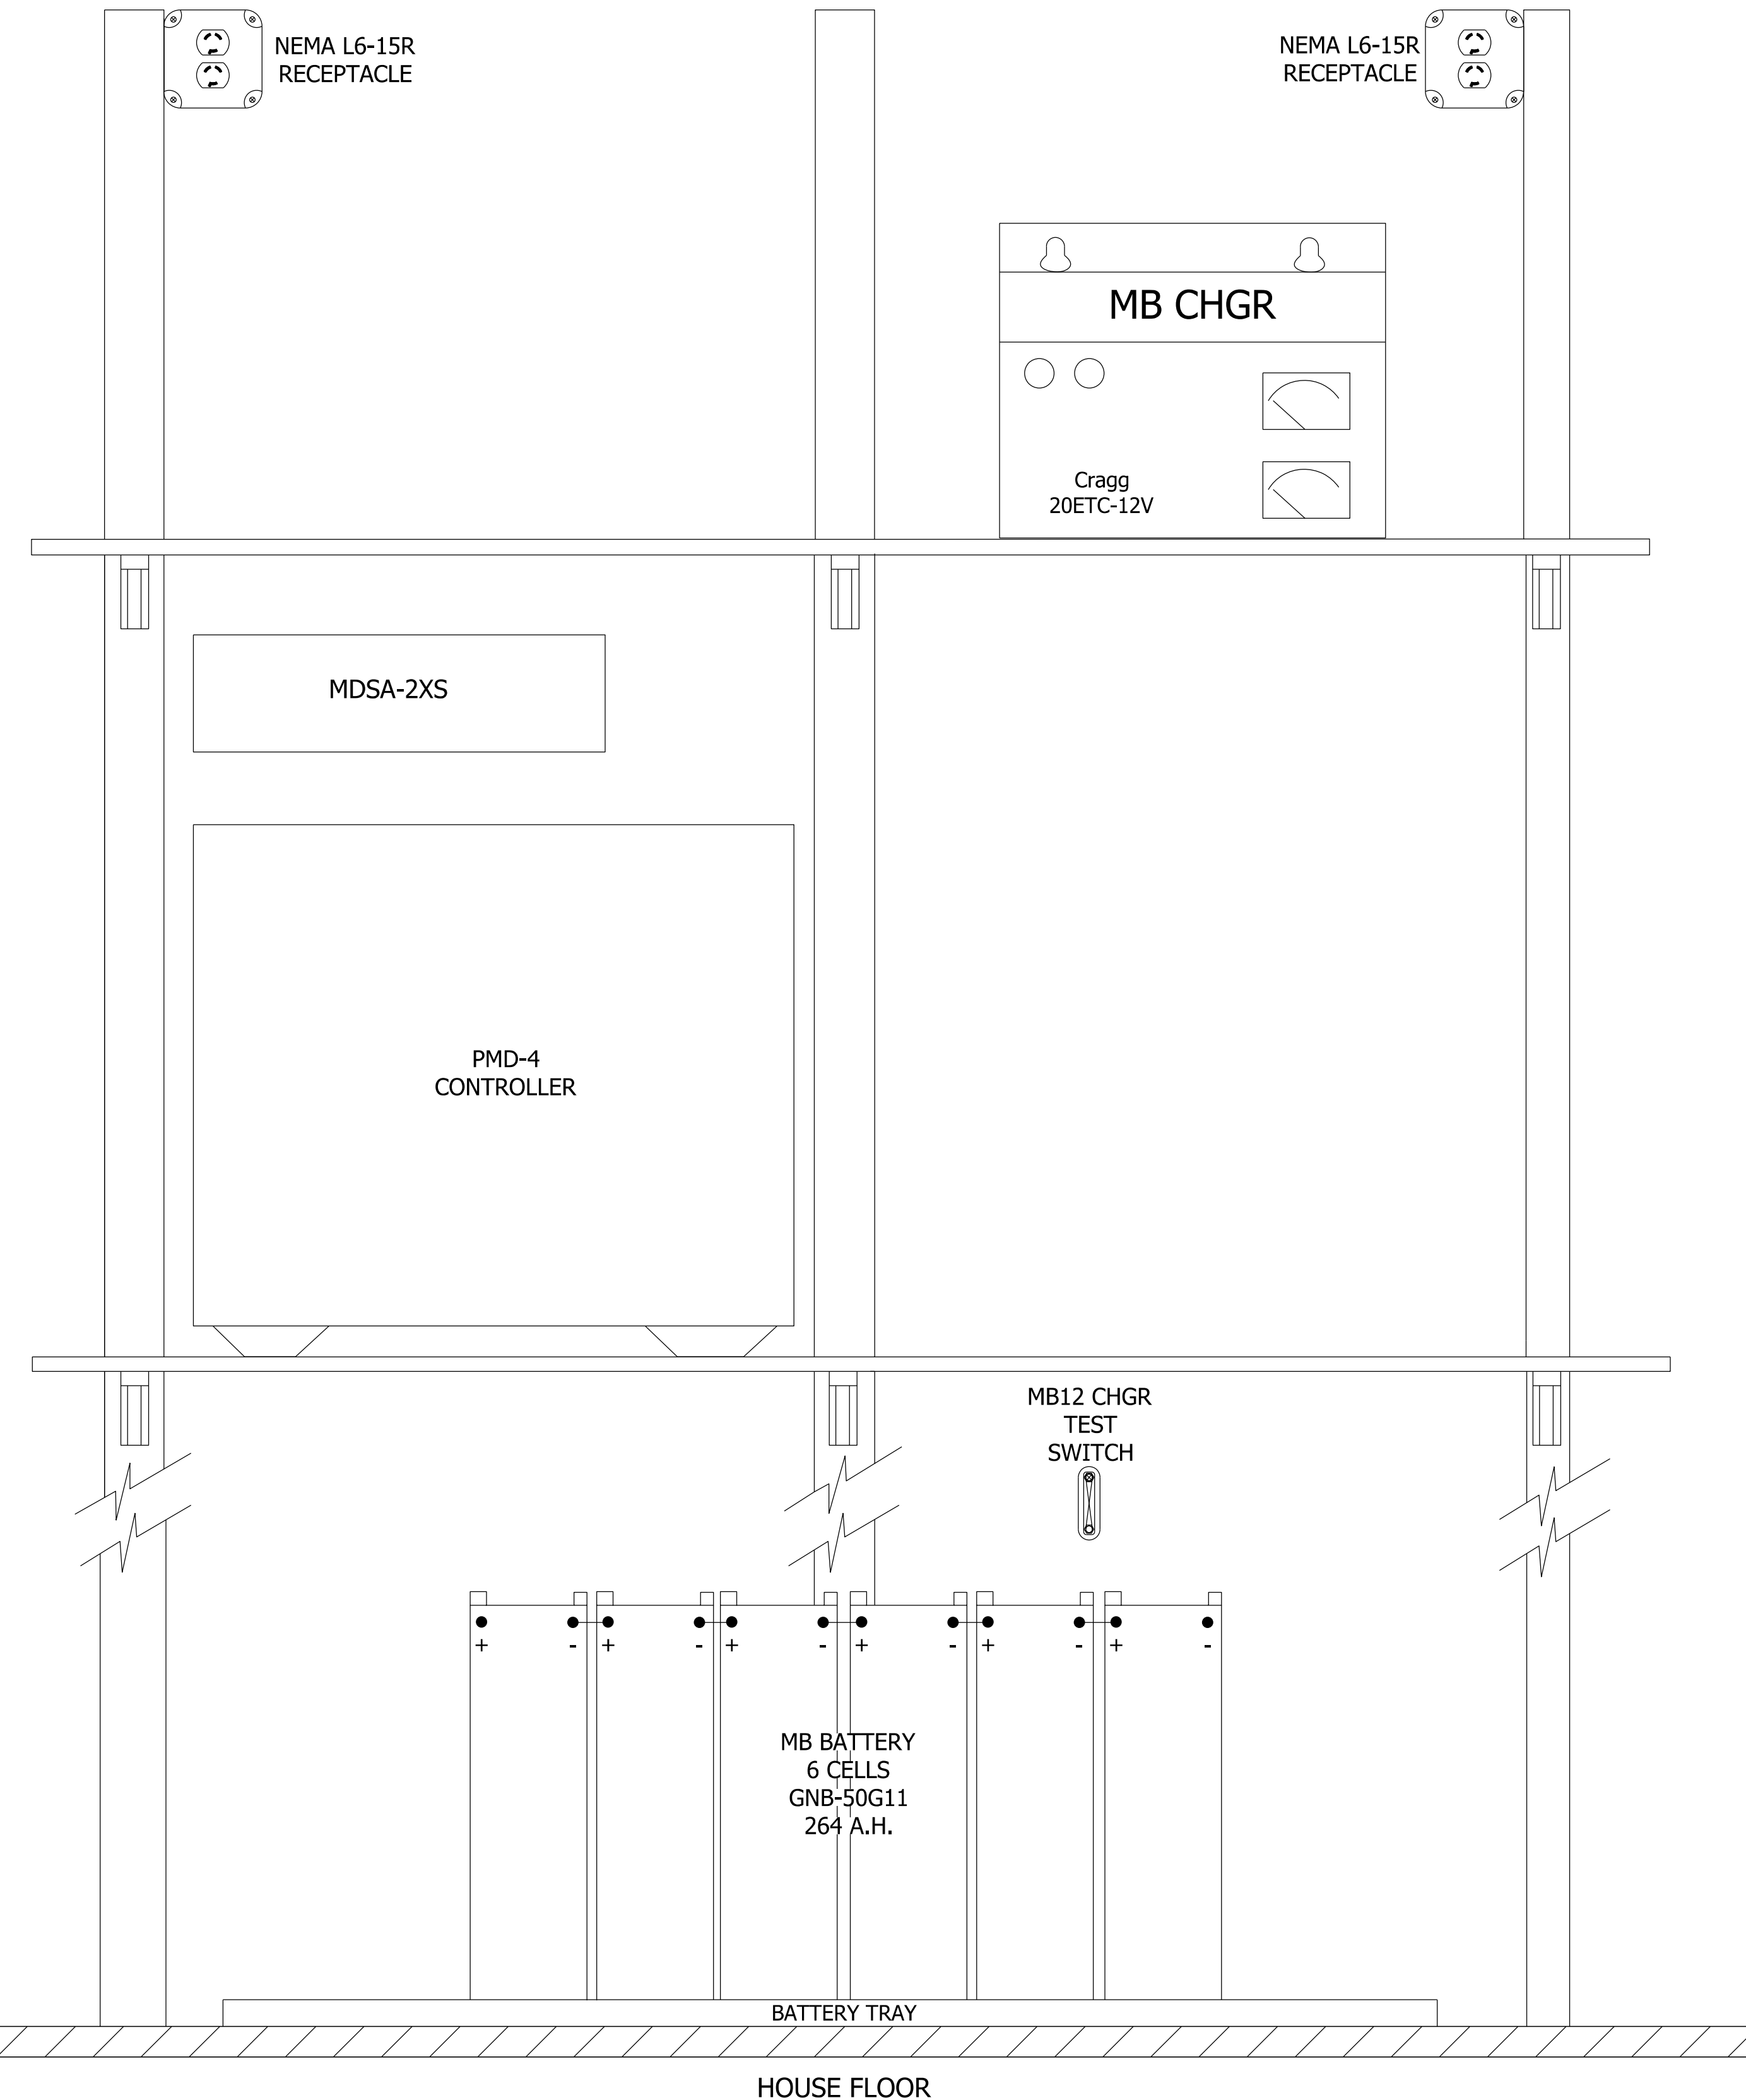 NEMA L6-15R
RECEPTACLE
NEMA L6-15R
RECEPTACLE
MB CHGR
Cragg
20ETC-12V
MDSA-2XS
PMD-4
CONTROLLER
MB12 CHGR
TEST
SWITCH
+ - + - + - + - + - + -
MB BATTERY
6 CELLS
GNB-50G11
264 A.H.
BATTERY TRAY
HOUSE FLOOR